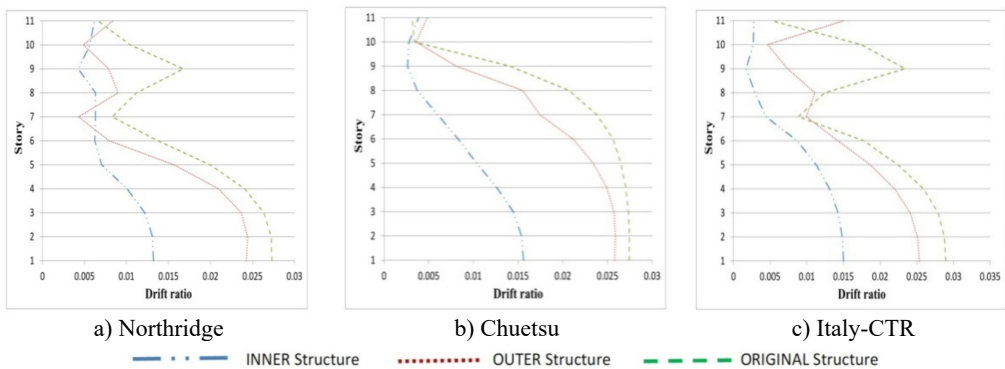 11
10
9
8
7
6
5
4
3
2
1
Story
0 0.005 0.01 0.015 0.02 0.025 0.03
Drift ratio
a) Northridge
11
10
9
8
7
6
5
4
3
2
1
Story
0 0.005 0.01 0.015 0.02 0.025 0.03
Drift ratio
b) Chuetsu
11
10
9
8
7
6
5
4
3
2
1
Story
0 0.005 0.01 0.015 0.02 0.025 0.03 0.035
Drift ratio
c) Italy-CTR
INNER Structure OUTER Structure ORIGINAL Structure